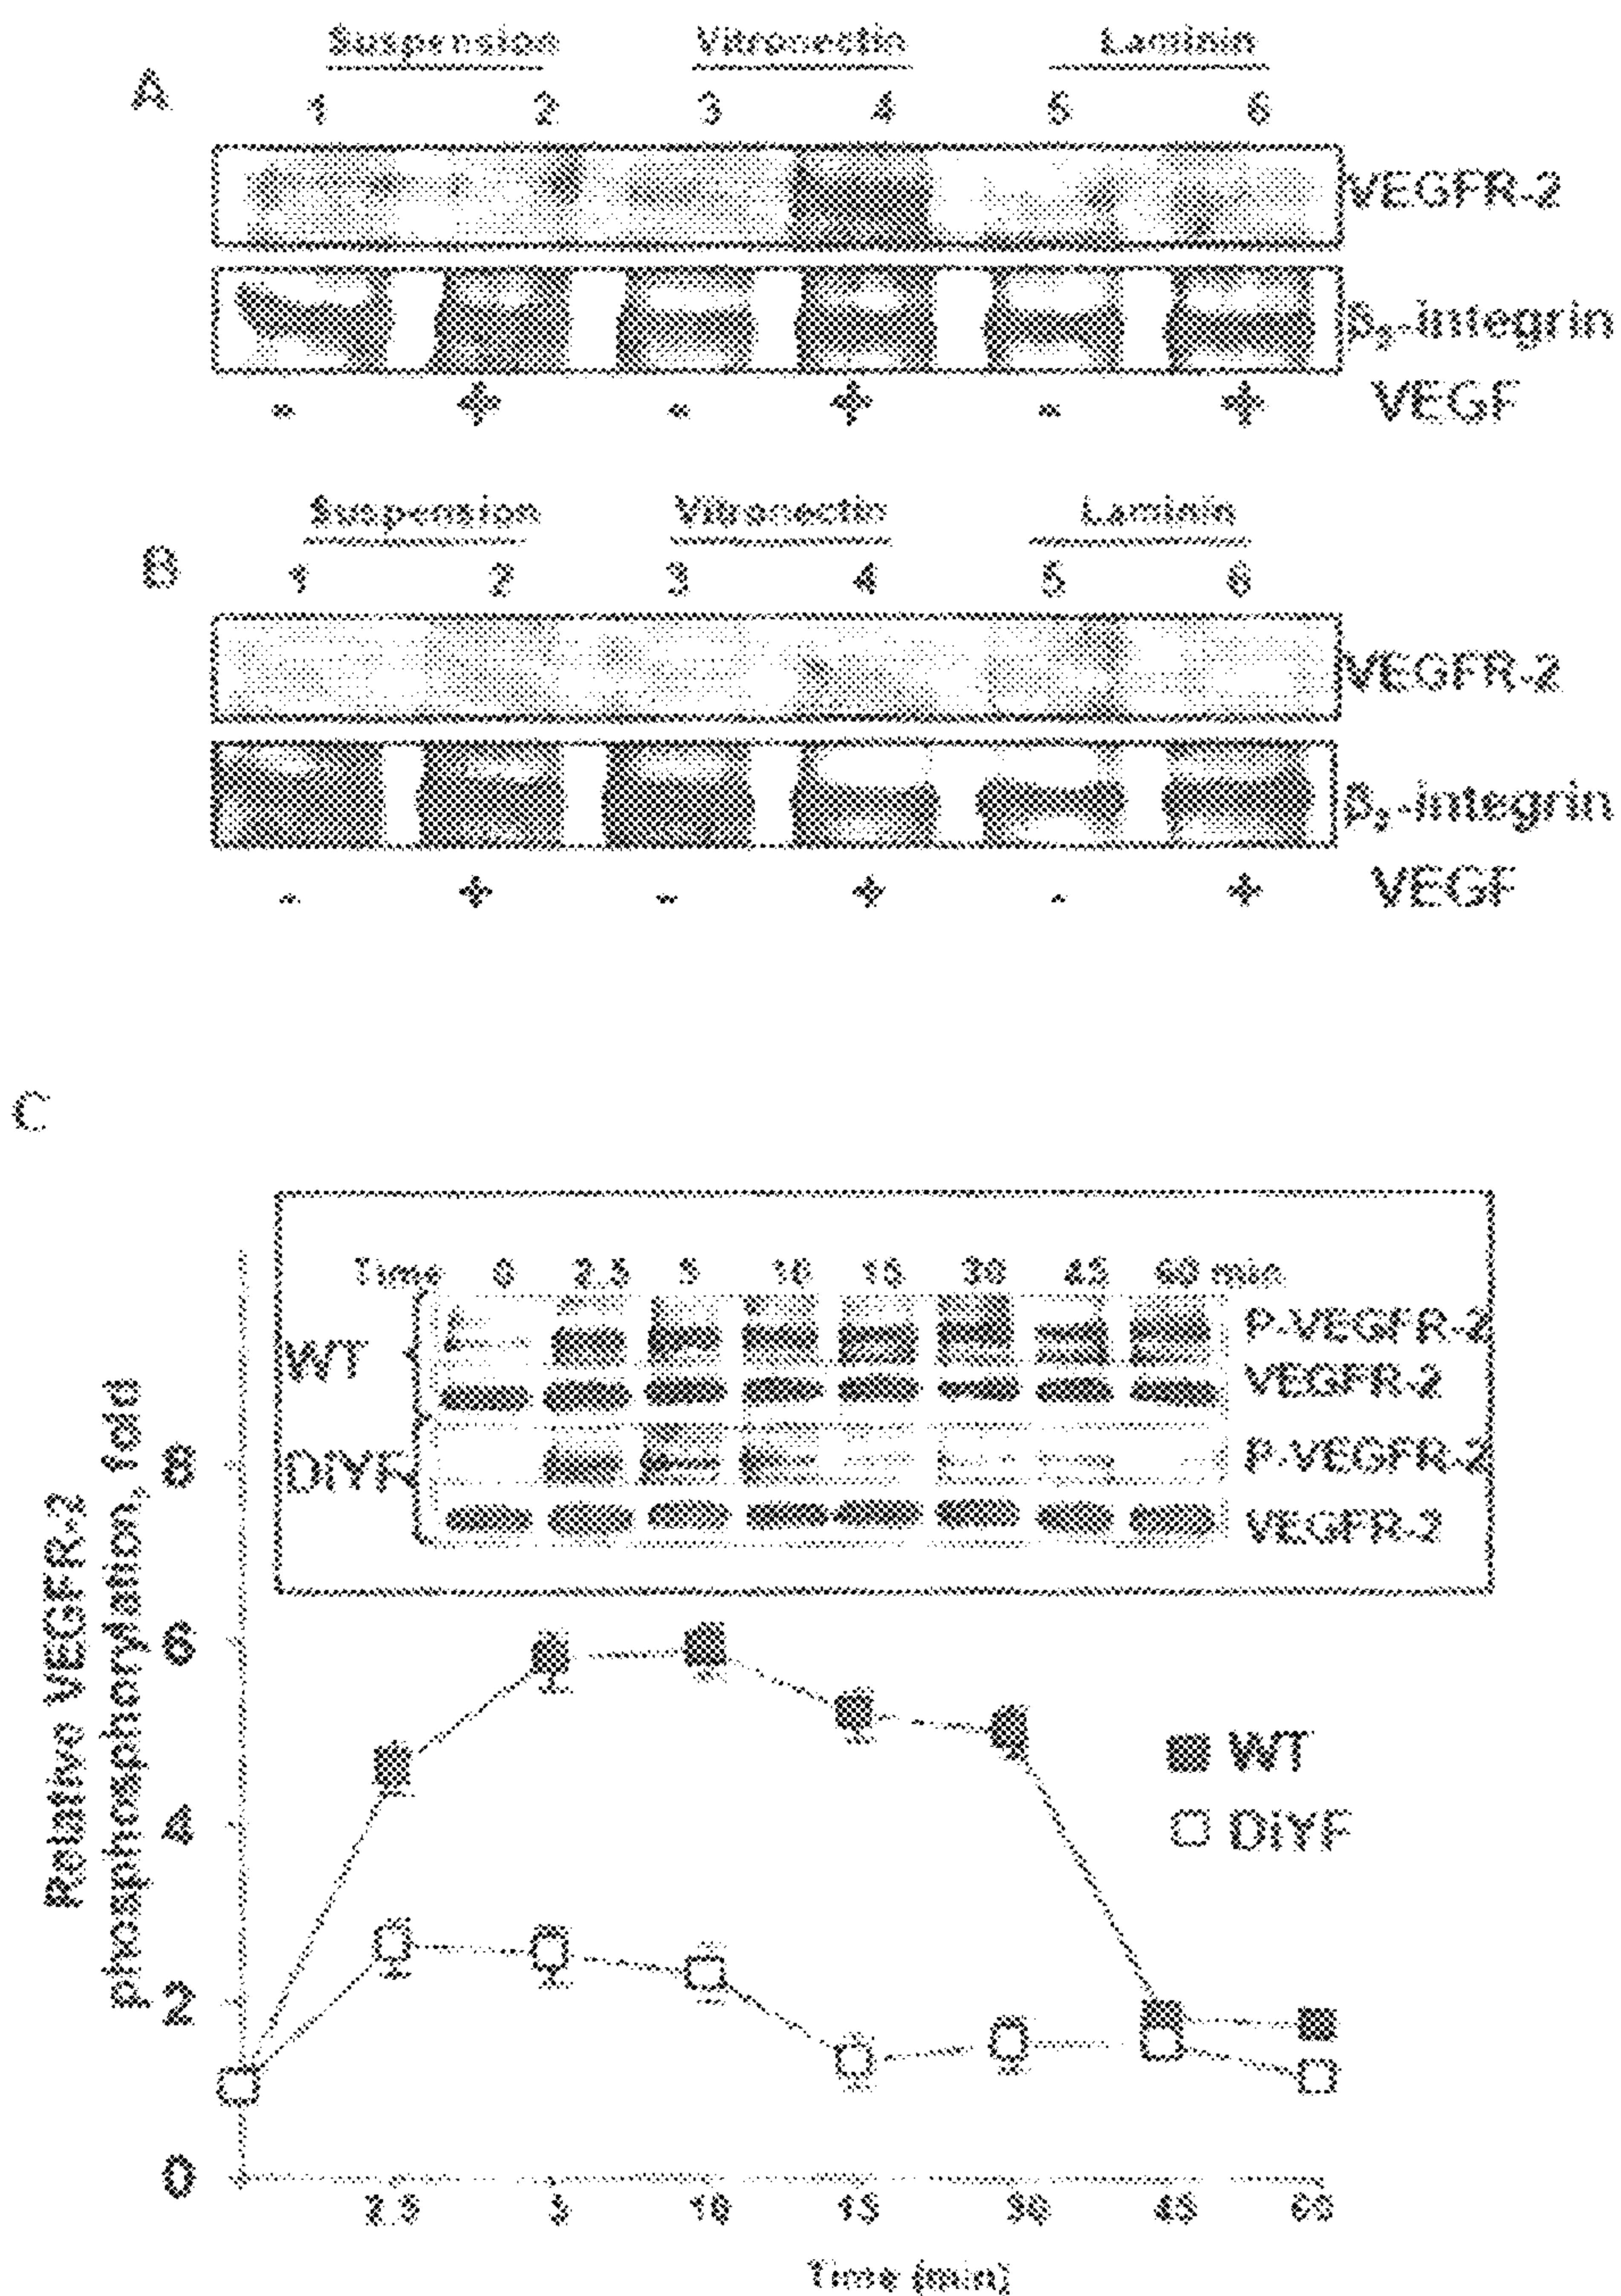 Suspension Vitronectin Laminin
A 1 2 3 4 5 6
VEGFR-2
β₃-integrin
- + - + - + VEGF
Suspension Vitronectin Laminin
B 1 2 3 4 5 6
VEGFR-2
β₃-integrin
- + - + - + VEGF
C
Time 0 2.5 5 10 15 30 45 60 min
WT P-VEGFR-2
VEGFR-2
DiYF P-VEGFR-2
VEGFR-2
Relative VEGFR-2
phosphorylation, fold
8
6
4
2
0
WT
DiYF
2.5 5 10 15 30 45 60
Time (min)